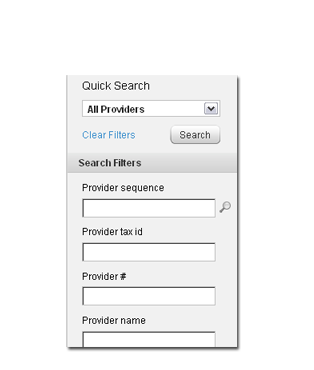 Quick Search
All Providers
Clear Filters Search
Search Filters
Provider sequence
Provider tax id
Provider #
Provider name